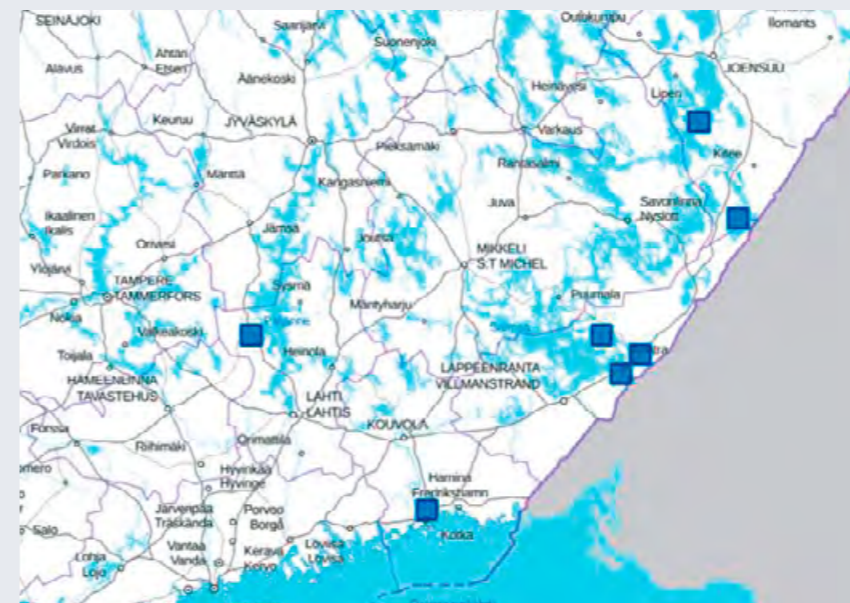 SEINÄJOKI
Saarijärvi
Suonenjoki
Outokumpu
Ilomants
Alavus
Ähtäri
Etseri
Äänekoski
Heinävesi
JOENSUU
Liperi
Virrat
Virdois
Keuruu
JYVÄSKYLÄ
Pieksämäki
Varkaus
Parkano
Mänttä
Kangasniemi
Rantasalmi
Kitee
Ikaalinen
Ikalis
Juva
Savonlinna
Nyslott
Orivesi
Jämsä
Joutsa
Ylöjärvi
MIKKELI
S:T MICHEL
TAMPERE
TAMMERFORS
Sysmä
Mäntyharju
Puumala
Nokia
Valkeakoski
Toijala
Heinola
LAPPEENRANTA
VILLMANSTRAND
tra
HÄMEENLINNA
TAVASTEHUS
LAHTI
LAHTIS
KOUVOLA
Forssa
Riihimäki
Orimattila
Hyvinkää
Hyvinge
Hamina
Fredrikshamn
omero
Järvenpää
Träskända
Porvoo
Borgå
Kotka
Salo
Lohja
Lojo
Vantaa
Vanda
Kerava
Kervo
Loviisa
Lovisa